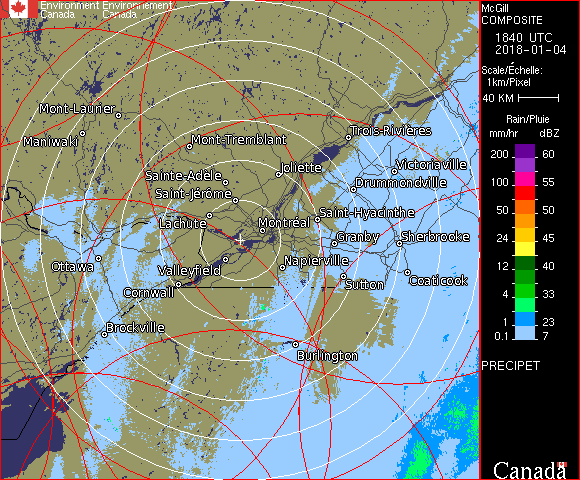 Environment Environnement
Canada Canada
Mont-Laurier
Maniwaki
Mont-Tremblant
Trois-Rivières
Sainte-Adèle
Joliette
Victoriaville
Saint-Jérôme
Drummondville
Lachute
Montréal
Saint-Hyacinthe
Granby
Sherbrooke
Ottawa
Valleyfield
Napierville
Cornwall
Sutton
Coaticook
Brockville
Burlington
McGill
COMPOSITE
1840 UTC
2018-01-04
Scale/Échelle:
1km/Pixel
40 KM
Rain/Pluie
mm/hr dBZ
200 60
55
100 55
50 50
24 45
30
12 40
4 33
1 23
0.1 7
PRECIPET
Canada